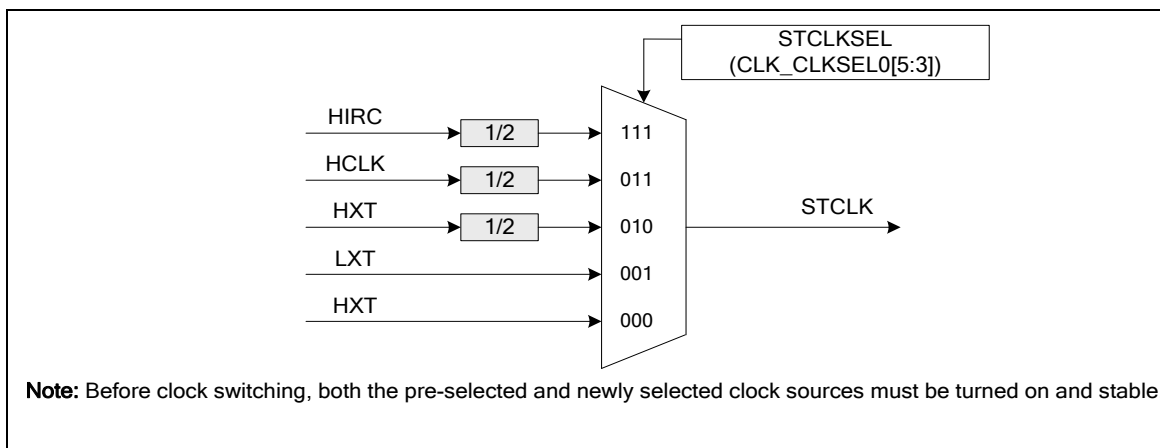 STCLKSEL
(CLK_CLKSEL0[5:3])
HIRC
1/2
111
HCLK
1/2
011
HXT
1/2
010
STCLK
LXT
001
HXT
000
Note: Before clock switching, both the pre-selected and newly selected clock sources must be turned on and stable